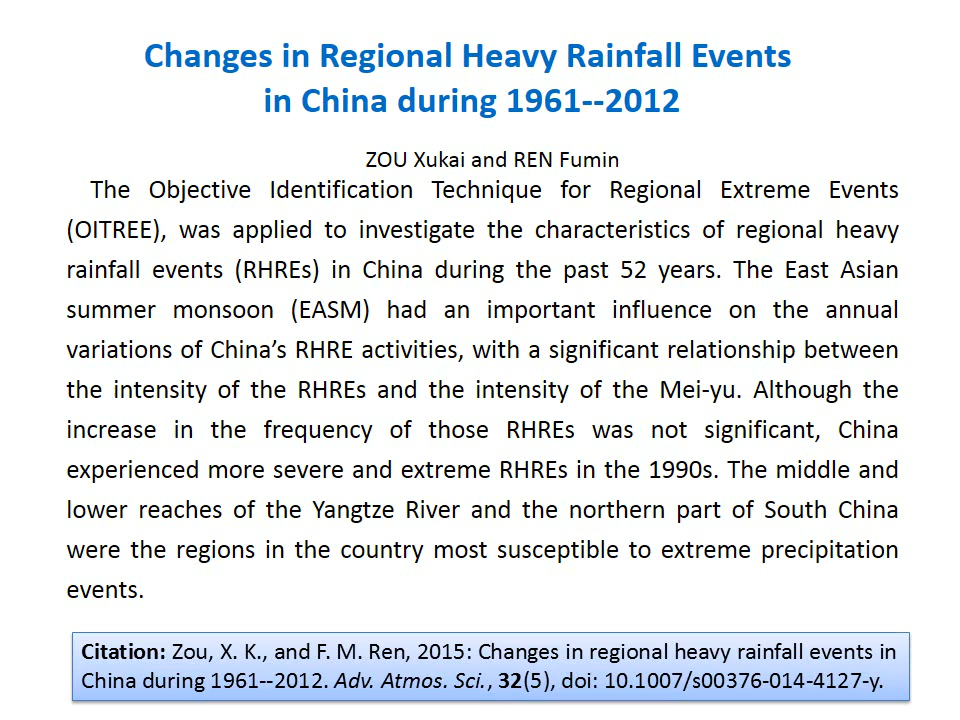 Changes in Regional Heavy Rainfall Events
in China during 1961--2012
ZOU Xukai and REN Fumin
The Objective Identification Technique for Regional Extreme Events
(OITREE), was applied to investigate the characteristics of regional heavy
rainfall events (RHREs) in China during the past 52 years. The East Asian
summer monsoon (EASM) had an important influence on the annual
variations of China’s RHRE activities, with a significant relationship between
the intensity of the RHREs and the intensity of the Mei-yu. Although the
increase in the frequency of those RHREs was not significant, China
experienced more severe and extreme RHREs in the 1990s. The middle and
lower reaches of the Yangtze River and the northern part of South China
were the regions in the country most susceptible to extreme precipitation
events.
Citation: Zou, X. K., and F. M. Ren, 2015: Changes in regional heavy rainfall events in
China during 1961--2012. Adv. Atmos. Sci., 32(5), doi: 10.1007/s00376-014-4127-y.